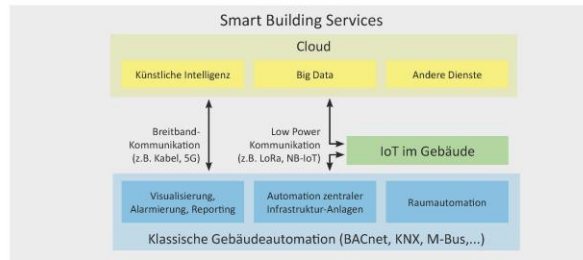 Smart Building Services
Cloud
Künstliche Intelligenz
Big Data
Andere Dienste
Breitband-
Kommunikation
(z.B. Kabel, 5G)
Low Power
Kommunikation
(z.B. LoRa, NB-IoT)
IoT im Gebäude
Visualisierung,
Alarmierung, Reporting
Automation zentraler
Infrastruktur-Anlagen
Raumautomation
Klassische Gebäudeautomation (BACnet, KNX, M-Bus,...)